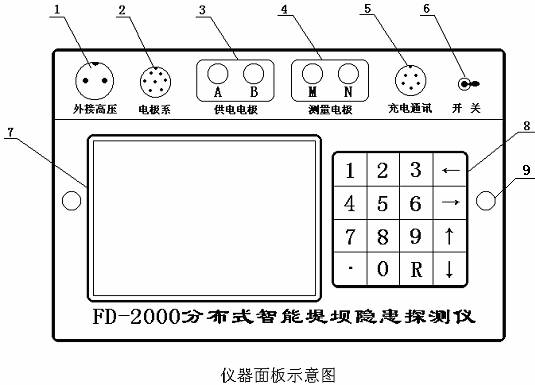 1 2 3 4 5 6
A B M N
外接高压 电极系 供电电极 测量电极 充电通讯 开 关
7 8 9
1 2 3 ←
4 5 6 →
7 8 9 ↑
· 0 R ↓
FD-2000分布式智能堤坝隐患探测仪
仪器面板示意图